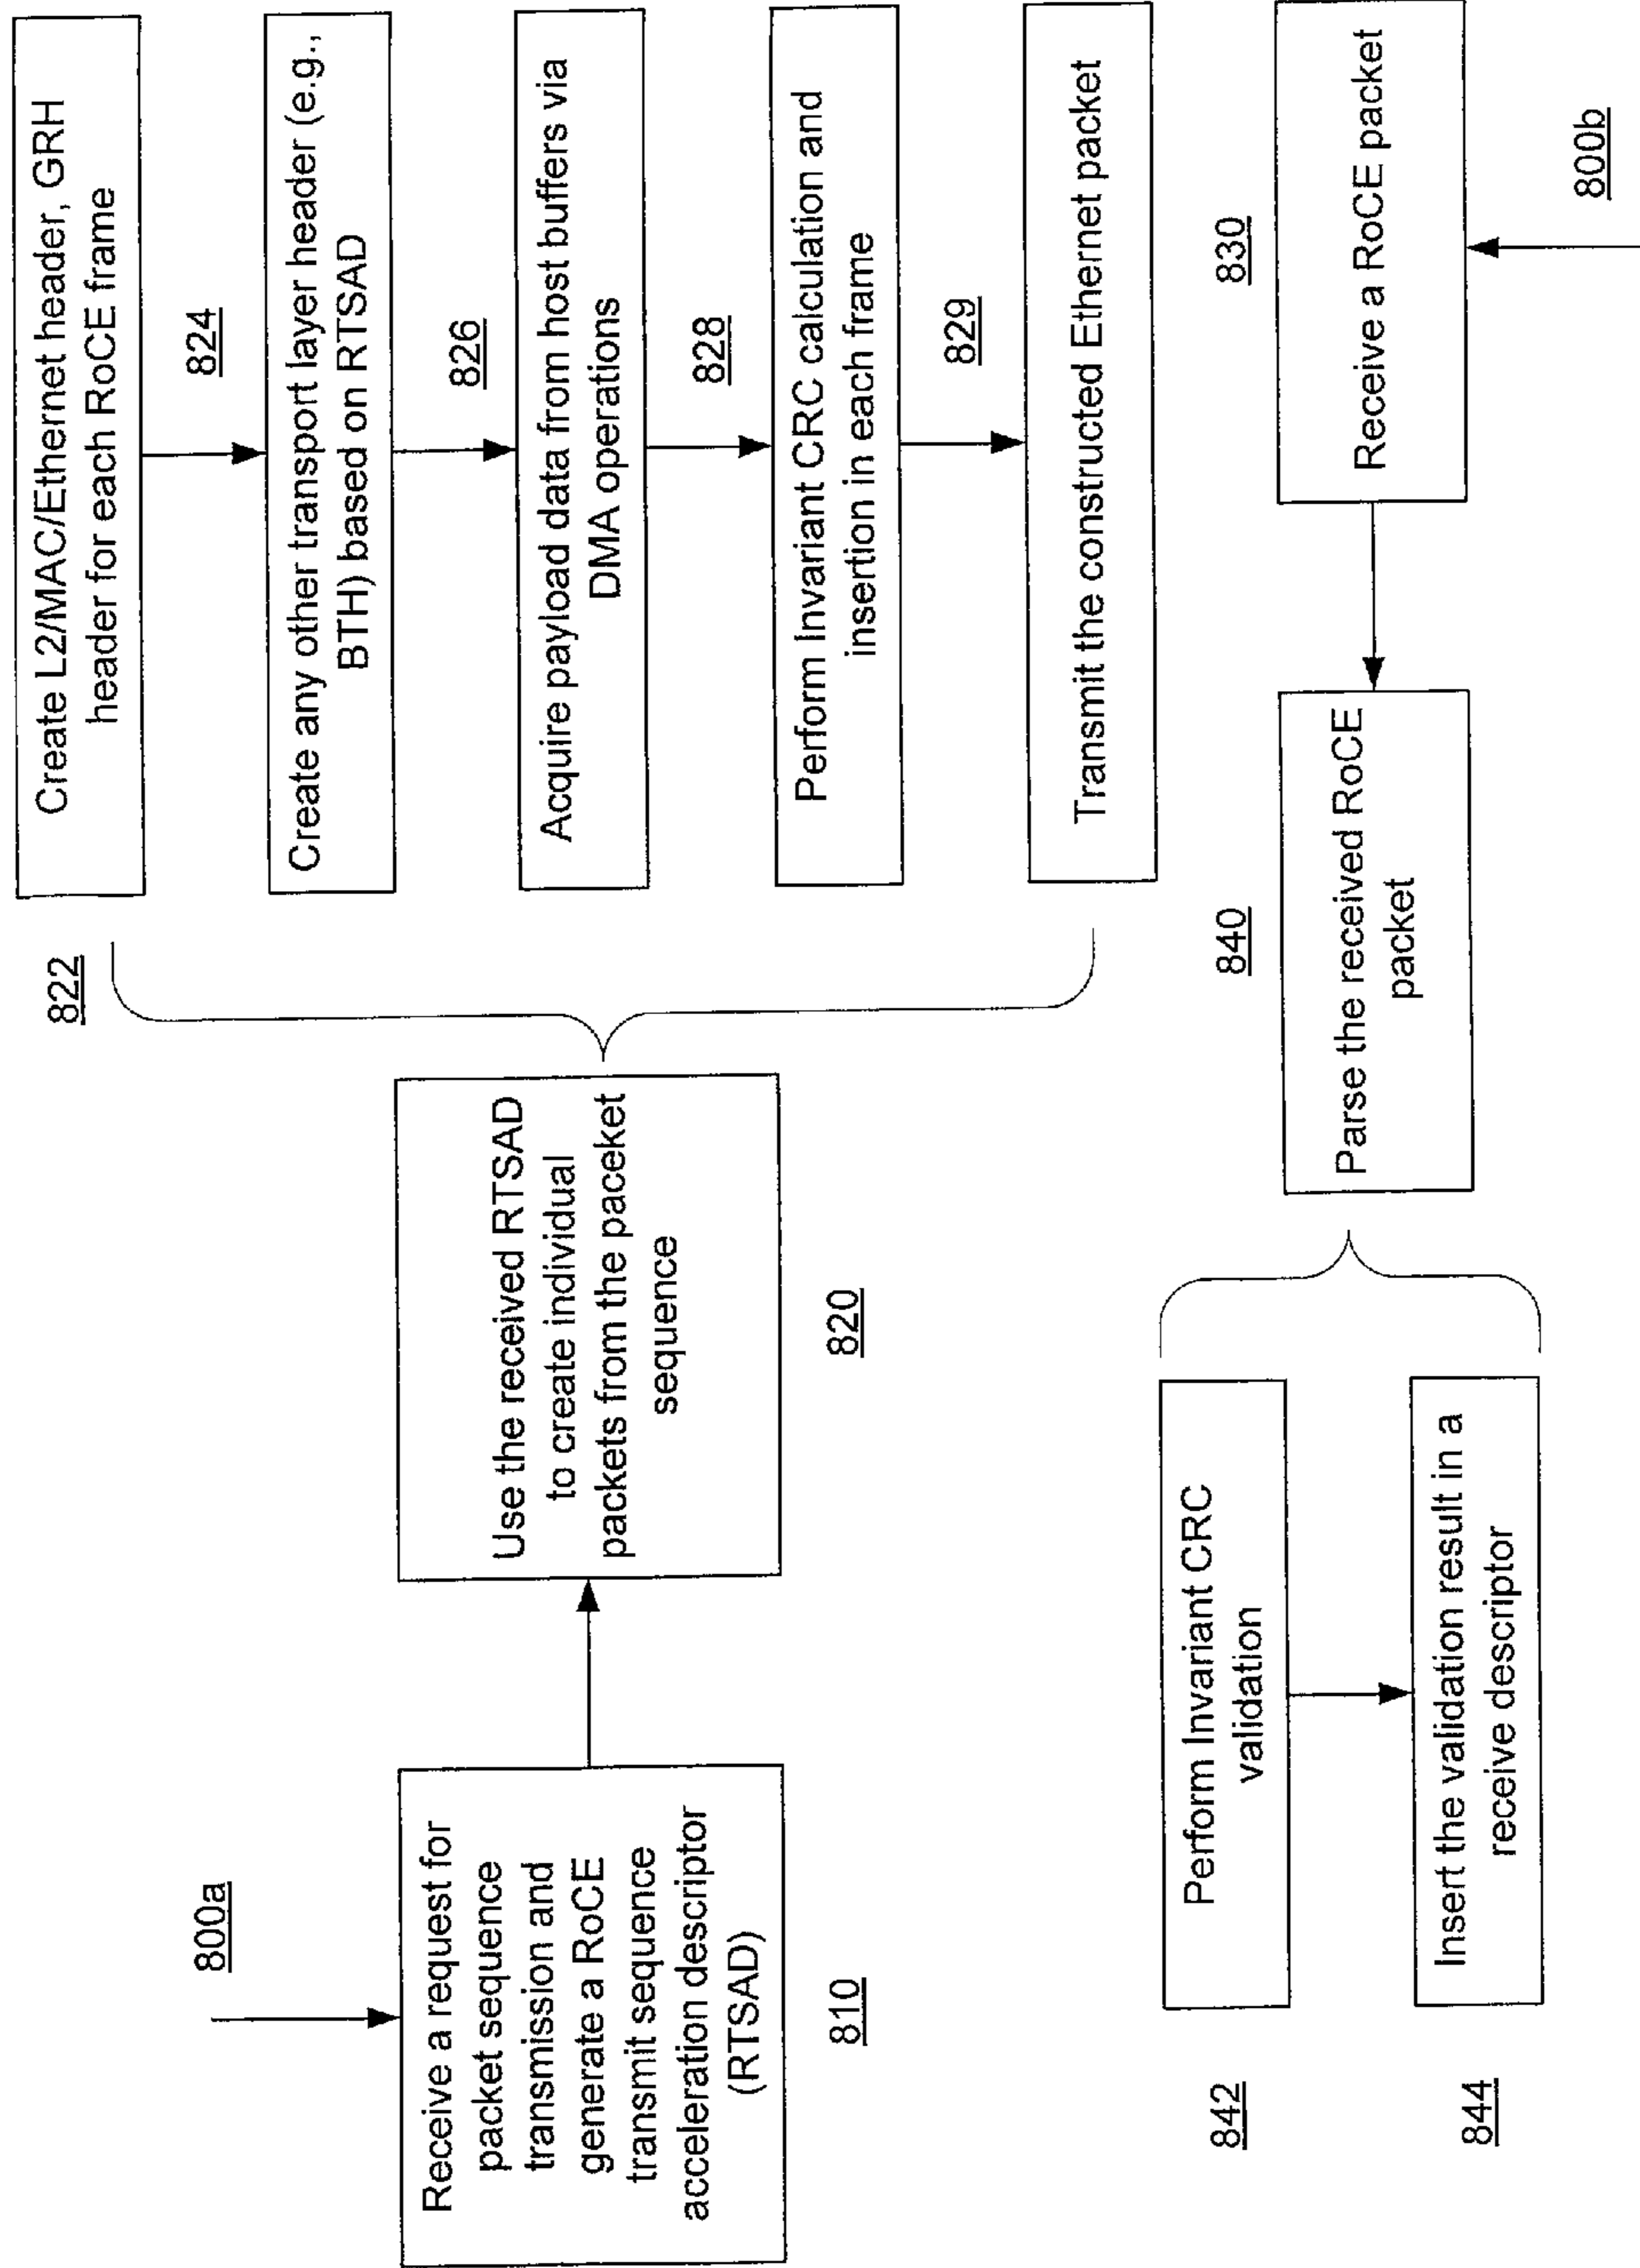 800a
Receive a request for
packet sequence
transmission and
generate a RoCE
transmit sequence
acceleration descriptor
(RTSAD)
810
Use the received RTSAD
to create individual
packets from the paceket
sequence
820
822
Create L2/MAC/Ethernet header, GRH
header for each RoCE frame
824
Create any other transport layer header (e.g.,
BTH) based on RTSAD
826
Acquire payload data from host buffers via
DMA operations
828
Perform Invariant CRC calculation and
insertion in each frame
829
Transmit the constructed Ethernet packet
800b
830
Receive a RoCE packet
840
Parse the received RoCE
packet
842
Perform Invariant CRC
validation
844
Insert the validation result in a
receive descriptor